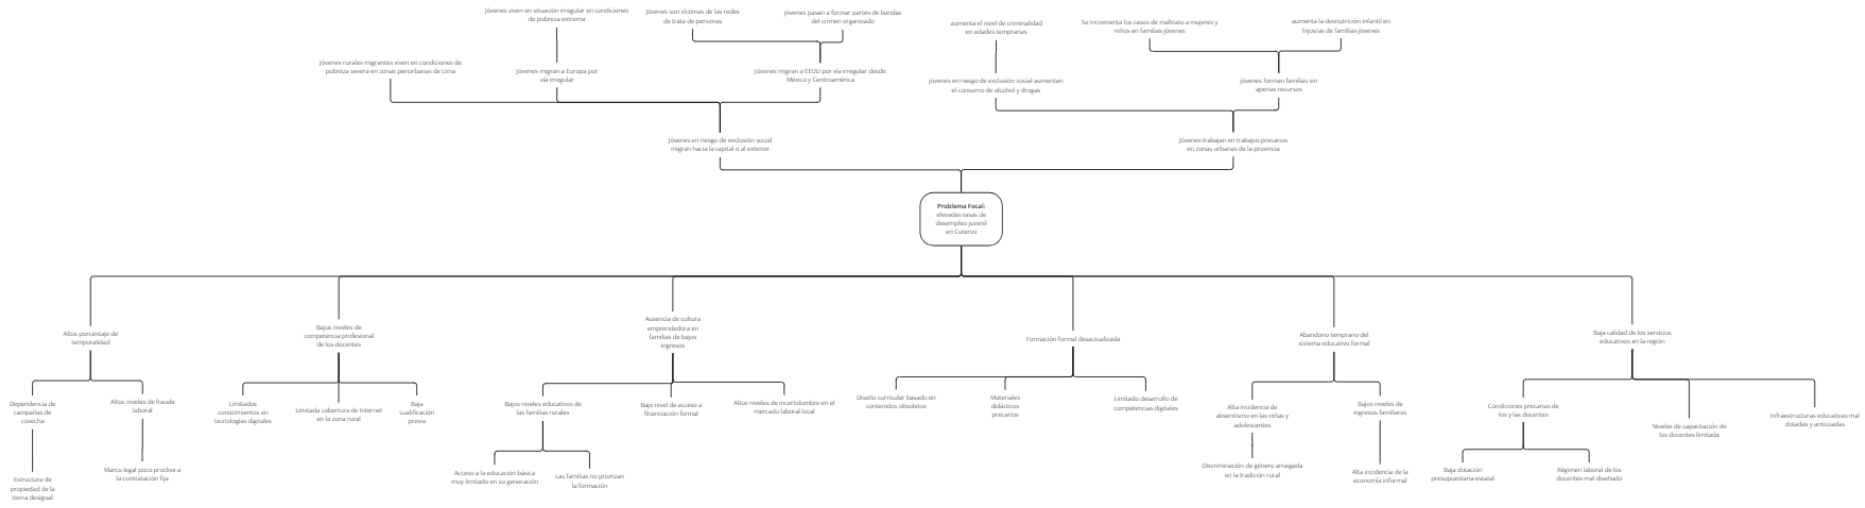 Jóvenes viven en situación irregular en condiciones
de pobreza extrema
Jóvenes son víctimas de las redes
de trata de personas
Jóvenes pasan a formar partes de bandas
del crimen organizado
aumenta el nivel de criminalidad
en edades tempranas
Se incrementa los casos de maltrato a mujeres y
niños en familias jóvenes
aumenta la desnutrición infantil en
hijos/as de familias jóvenes
Jóvenes rurales migrantes viven en condiciones de
pobreza severa en zonas periorbanas de Lima
Jóvenes migran a Europa por
vía irregular
Jóvenes migran a EEUU por vía irregular desde
México y Centroamérica
jóvenes en riesgo de exclusión social aumentan
el consumo de alcohol y drogas
jóvenes forman familias sin
apenas recursos
Jóvenes en riesgo de exclusión social
migran hacia la capital o al exterior
Jóvenes trabajan en trabajos precarios
en zonas urbanas de la provincia
Problema Focal:
elevadas tasas de
desempleo juvenil
en Cutervo
Altos porcentaje de
temporalidad
Bajos niveles de
competencia profesional
de los docentes
Ausencia de cultura
emprendedora en
familias de bajos
ingresos
Formación formal desactualizada
Abandono temprano del
sistema educativo formal
Baja calidad de los servicios
educativos en la región
Dependencia de
campañas de
cosecha
Altos niveles de fraude
laboral
Limitados
conocimientos en
tecnologías digitales
Limitada cobertura de Internet
en la zona rural
Baja
cualificación
previa
Bajos niveles educativos de
las familias rurales
Bajo nivel de acceso a
financiación formal
Altos niveles de incertidumbre en el
mercado laboral local
Diseño curricular basado en
contenidos obsoletos
Materiales
didácticos
precarios
Limitado desarrollo de
competencias digitales
Alta incidencia de
absentismo en las niñas y
adolescentes
Bajos niveles de
ingresos familiares
Condiciones precarias de
los y las docentes
Niveles de capacitación de
los docentes limitada
Infraestructuras educativas mal
dotadas y anticuadas
Estructura de
propiedad de la
tierra desigual
Marco legal poco proclive a
la contratación fija
Acceso a la educación básica
muy limitado en su generación
Las familias no priorizan
la formación
Discriminación de género arraigada
en la tradición rural
Alta incidencia de la
economía informal
Baja dotación
presupuestaria estatal
Régimen laboral de los
docentes mal diseñado